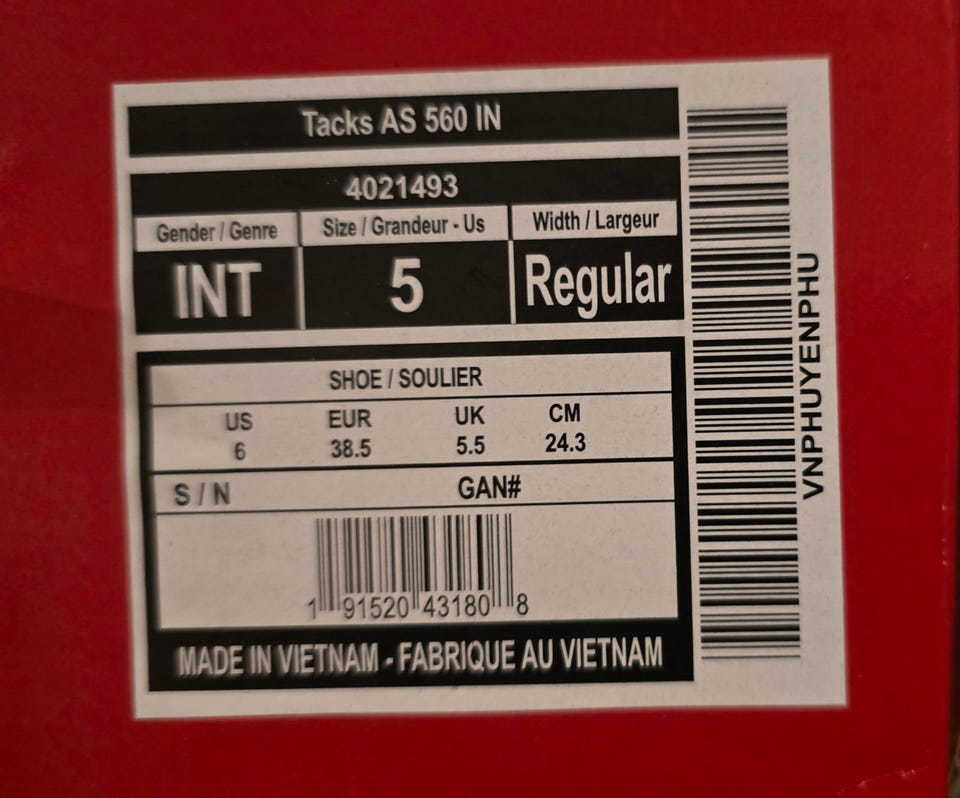 Tacks AS 560 IN
4021493
Gender / Genre Size / Grandeur - Us Width / Largeur
INT 5 Regular
SHOE / SOULIER
US EUR UK CM
6 38.5 5.5 24.3
S / N GAN#
1 91520 43180 8
MADE IN VIETNAM - FABRIQUE AU VIETNAM
VNPHUYENPHU